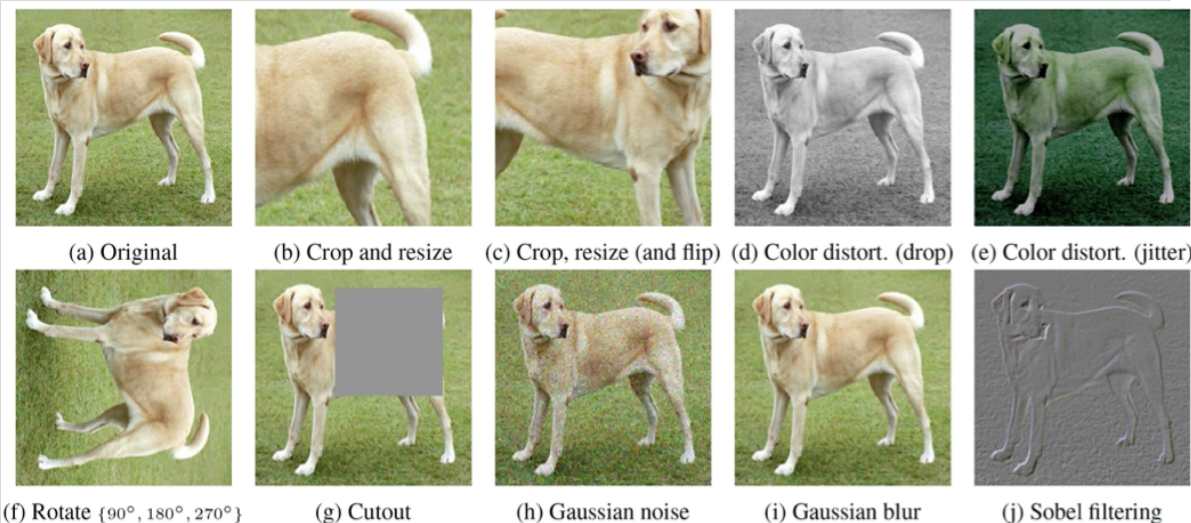 (a) Original
(b) Crop and resize
(c) Crop, resize (and flip)
(d) Color distort. (drop)
(e) Color distort. (jitter)
(f) Rotate {90°, 180°, 270°}
(g) Cutout
(h) Gaussian noise
(i) Gaussian blur
(j) Sobel filtering